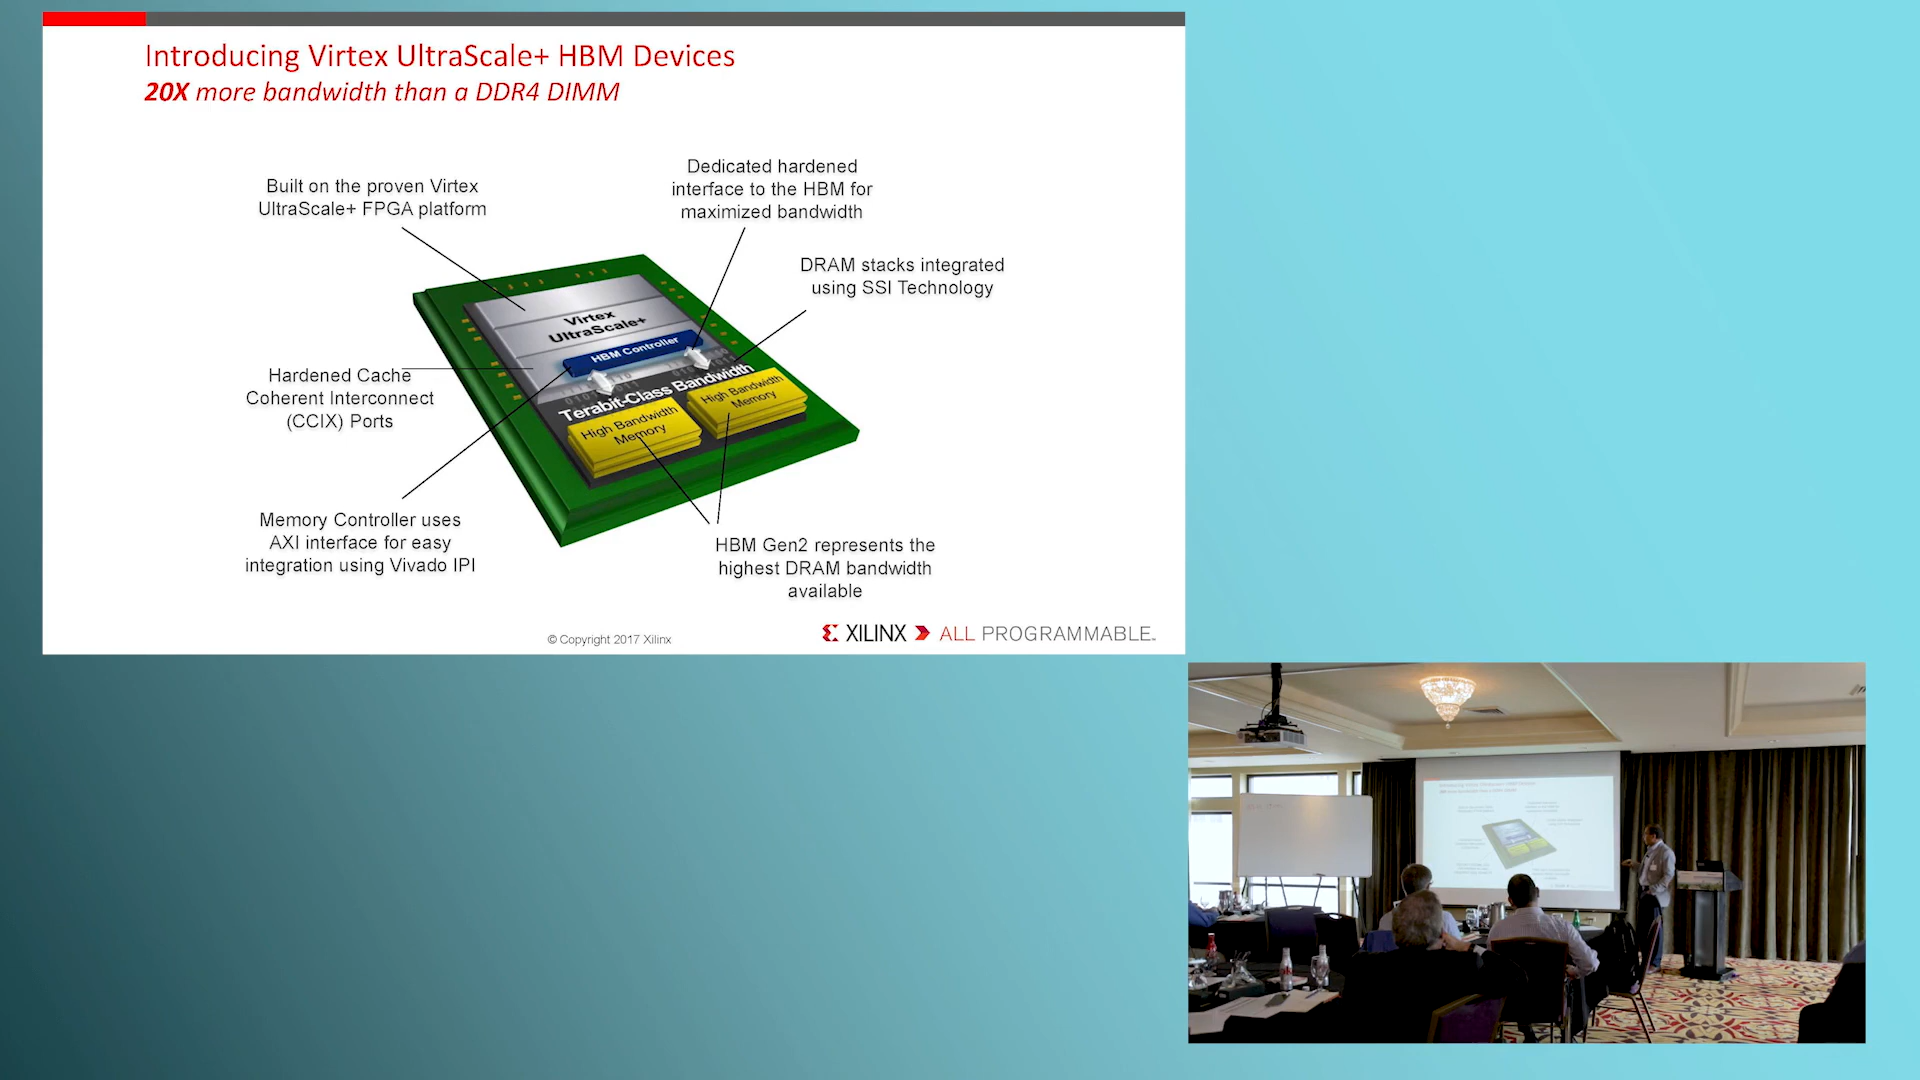 Introducing Virtex UltraScale+ HBM Devices
20X more bandwidth than a DDR4 DIMM
Built on the proven Virtex
UltraScale+ FPGA platform
Dedicated hardened
interface to the HBM for
maximized bandwidth
DRAM stacks integrated
using SSI Technology
Virtex
UltraScale+
HBM Controller
Terabit-Class Bandwidth
High Bandwidth
Memory
High Bandwidth
Memory
Hardened Cache
Coherent Interconnect
(CCIX) Ports
Memory Controller uses
AXI interface for easy
integration using Vivado IPI
HBM Gen2 represents the
highest DRAM bandwidth
available
© Copyright 2017 Xilinx
XILINX ALL PROGRAMMABLE™